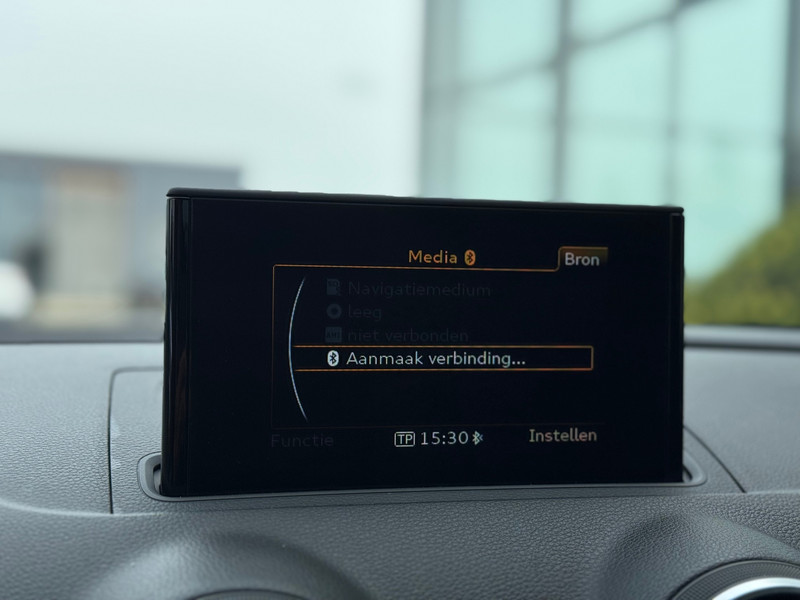 Media
Bron
Navigatiemedium
leeg
niet verbonden
Aanmaak verbinding...
Functie
TP 15:30
Instellen